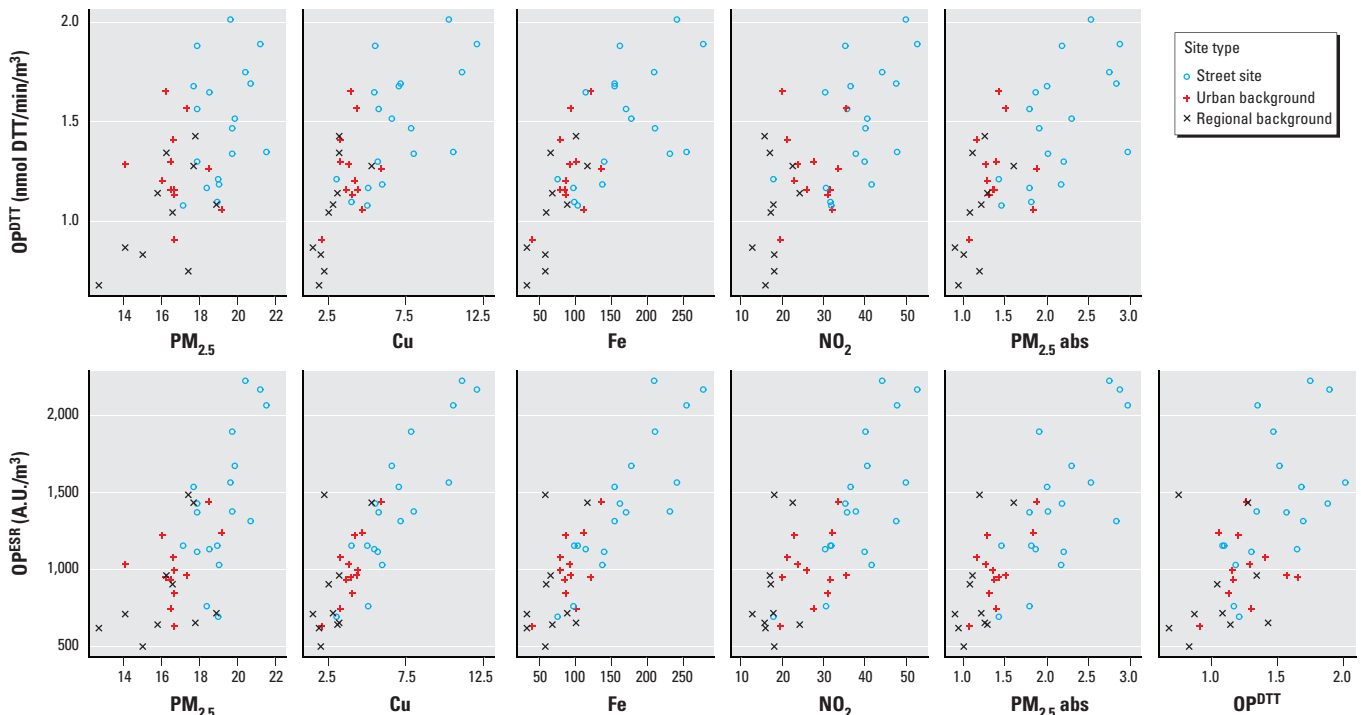 OP^DTT (nmol DTT/min/m³)
2.0
1.5
1.0
14 16 18 20 22
PM₂.₅
2.5 7.5 12.5
Cu
50 100 150 200 250
Fe
10 20 30 40 50
NO₂
1.0 1.5 2.0 2.5 3.0
PM₂.₅ abs
Site type
Street site
Urban background
Regional background
OP^ESR (A.U./m³)
2,000
1,500
1,000
500
14 16 18 20 22
PM₂.₅
2.5 7.5 12.5
Cu
50 100 150 200 250
Fe
10 20 30 40 50
NO₂
1.0 1.5 2.0 2.5 3.0
PM₂.₅ abs
1.0 1.5 2.0
OP^DTT